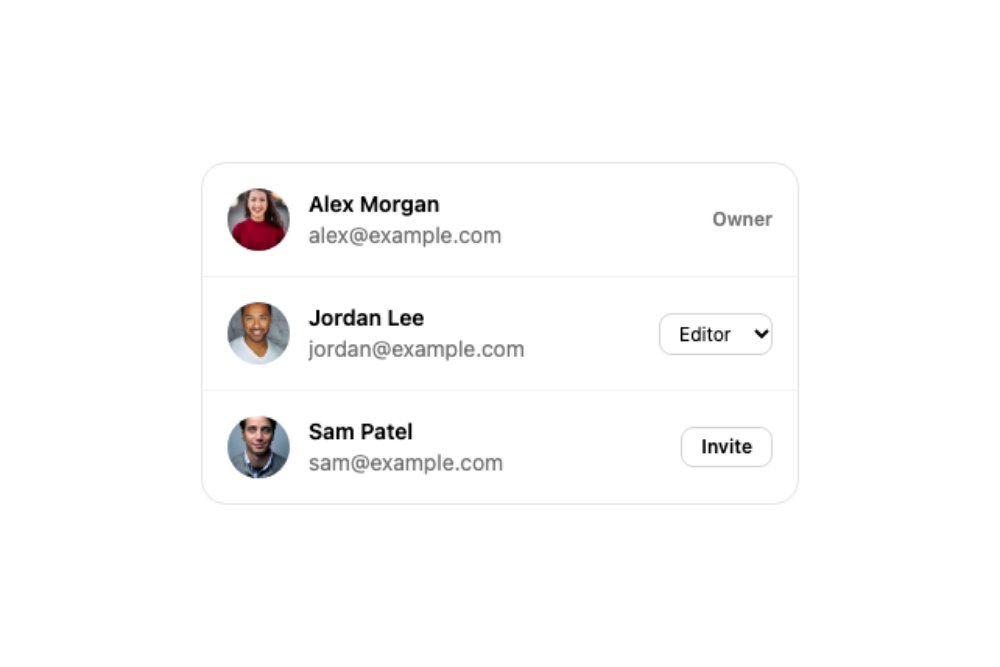 Alex Morgan
alex@example.com
Owner
Jordan Lee
jordan@example.com
Editor
Sam Patel
sam@example.com
Invite